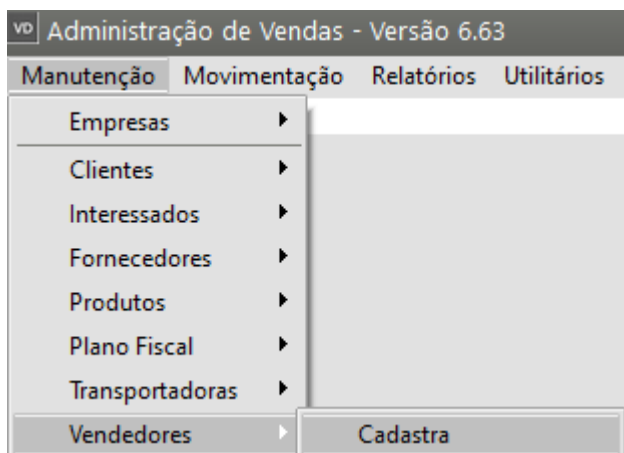 VD Administração de Vendas - Versão 6.63
Manutenção Movimentação Relatórios Utilitários
Empresas
Clientes
Interessados
Fornecedores
Produtos
Plano Fiscal
Transportadoras
Vendedores Cadastra